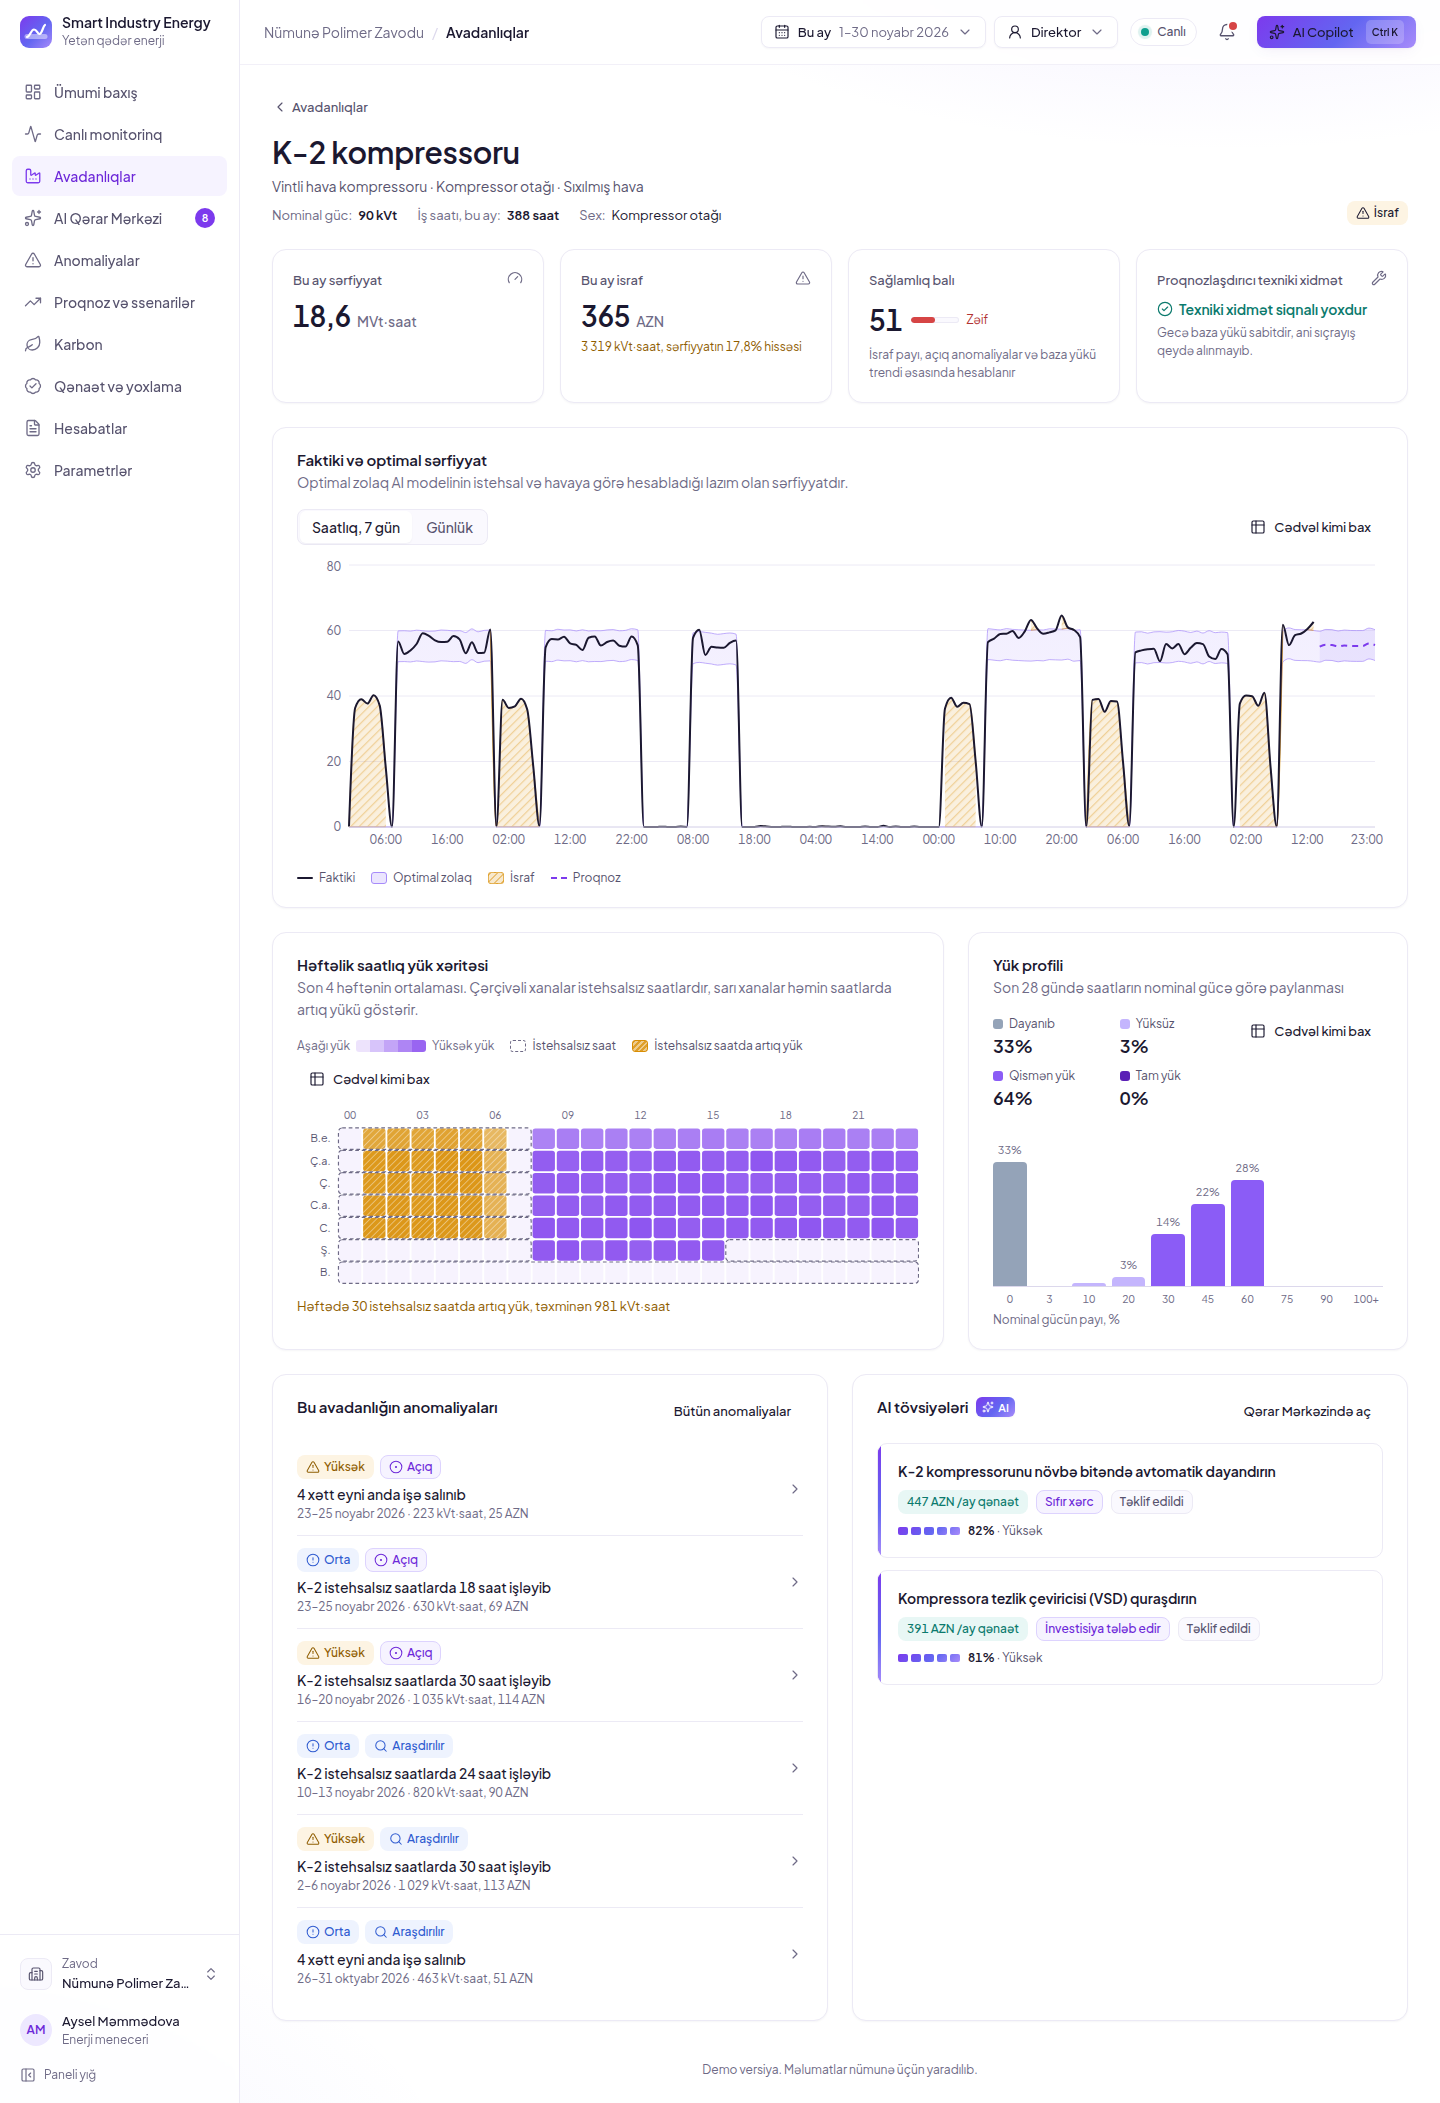 Smart Industry Energy
Yetən qədər enerji
Ümumi baxış
Canlı monitorinq
Avadanlıqlar
AI Qərar Mərkəzi 8
Anomaliyalar
Proqnoz və ssenarilər
Karbon
Qənaət və yoxlama
Hesabatlar
Parametrlər
Zavod
Nümunə Polimer Za...
AM
Aysel Məmmədova
Enerji meneceri
Paneli yığ
Nümunə Polimer Zavodu / Avadanlıqlar
Bu ay 1–30 noyabr 2026
Direktor
Canlı
AI Copilot Ctrl K
Avadanlıqlar
K-2 kompressoru
Vintli hava kompressoru · Kompressor otağı · Sıxılmış hava
Nominal güc: 90 kVt İş saatı, bu ay: 388 saat Sex: Kompressor otağı
İsraf
Bu ay sərfiyyat
18,6 MVt·saat
Bu ay israf
365 AZN
3 319 kVt·saat, sərfiyyatın 17,8% hissəsi
Sağlamlıq balı
51 Zəif
İsraf payı, açıq anomaliyalar və baza yükü
trendi əsasında hesablanır
Proqnozlaşdırıcı texniki xidmət
Texniki xidmət siqnalı yoxdur
Gecə baza yükü sabitdir, ani sıçrayış
qeydə alınmayıb.
Faktiki və optimal sərfiyyat
Optimal zolaq AI modelinin istehsal və havaya görə hesabladığı lazım olan sərfiyyatdır.
Saatlıq, 7 gün Günlük
Cədvəl kimi bax
80
60
40
20
0
06:00 16:00 02:00 12:00 22:00 08:00 18:00 04:00 14:00 00:00 10:00 20:00 06:00 16:00 02:00 12:00 23:00
Faktiki Optimal zolaq İsraf Proqnoz
Həftəlik saatlıq yük xəritəsi
Son 4 həftənin ortalaması. Çərçivəli xanalar istehsalsız saatlardır, sarı xanalar həmin saatlarda
artıq yükü göstərir.
Aşağı yük Yüksək yük İstehsalsız saat İstehsalsız saatda artıq yük
Cədvəl kimi bax
00 03 06 09 12 15 18 21
B.e.
Ç.a.
Ç.
C.a.
C.
Ş.
B.
Həftədə 30 istehsalsız saatda artıq yük, təxminən 981 kVt·saat
Yük profili
Son 28 gündə saatların nominal gücə görə paylanması
Dayanıb Yüksüz
33% 3%
Qismən yük Tam yük
64% 0%
Cədvəl kimi bax
33%
3%
14%
22%
28%
0 3 10 20 30 45 60 75 90 100+
Nominal gücün payı, %
Bu avadanlığın anomaliyaları
Bütün anomaliyalar
Yüksək Açıq
4 xətt eyni anda işə salınıb
23–25 noyabr 2026 · 223 kVt·saat, 25 AZN
Orta Açıq
K-2 istehsalsız saatlarda 18 saat işləyib
23–25 noyabr 2026 · 630 kVt·saat, 69 AZN
Yüksək Açıq
K-2 istehsalsız saatlarda 30 saat işləyib
16–20 noyabr 2026 · 1 035 kVt·saat, 114 AZN
Orta Araşdırılır
K-2 istehsalsız saatlarda 24 saat işləyib
10–13 noyabr 2026 · 820 kVt·saat, 90 AZN
Yüksək Araşdırılır
K-2 istehsalsız saatlarda 30 saat işləyib
2–6 noyabr 2026 · 1 029 kVt·saat, 113 AZN
Orta Araşdırılır
4 xətt eyni anda işə salınıb
26–31 oktyabr 2026 · 463 kVt·saat, 51 AZN
AI tövsiyələri AI
Qərar Mərkəzində aç
K-2 kompressorunu növbə bitəndə avtomatik dayandırın
447 AZN /ay qənaət Sıfır xərc Təklif edildi
82% · Yüksək
Kompressora tezlik çeviricisi (VSD) quraşdırın
391 AZN /ay qənaət İnvestisiya tələb edir Təklif edildi
81% · Yüksək
Demo versiya. Məlumatlar nümunə üçün yaradılıb.